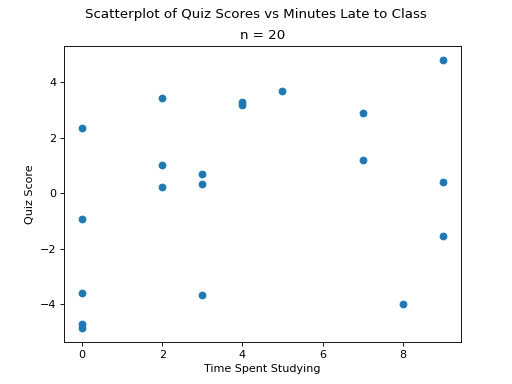 Scatterplot of Quiz Scores vs Minutes Late to Class
n = 20
4
2
0
−2
−4
Quiz Score
0 2 4 6 8
Time Spent Studying